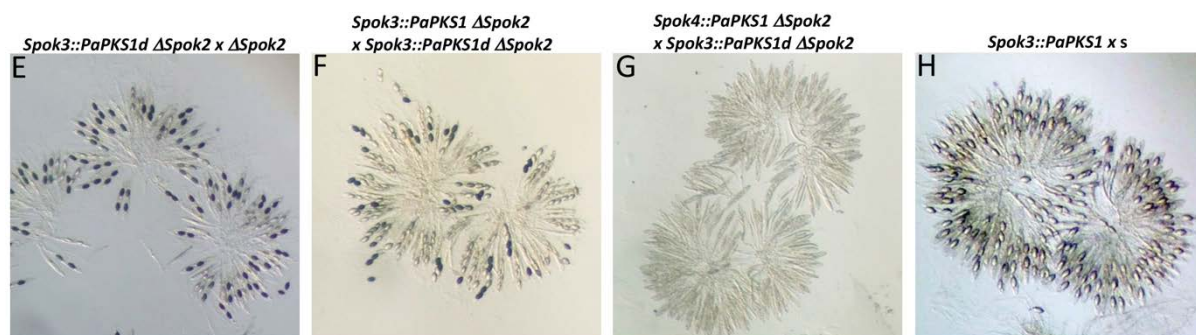 Spok3::PaPKS1d ΔSpok2 x ΔSpok2
Spok3::PaPKS1 ΔSpok2
x Spok3::PaPKS1d ΔSpok2
Spok4::PaPKS1 ΔSpok2
x Spok3::PaPKS1d ΔSpok2
Spok3::PaPKS1 x s
E
F
G
H